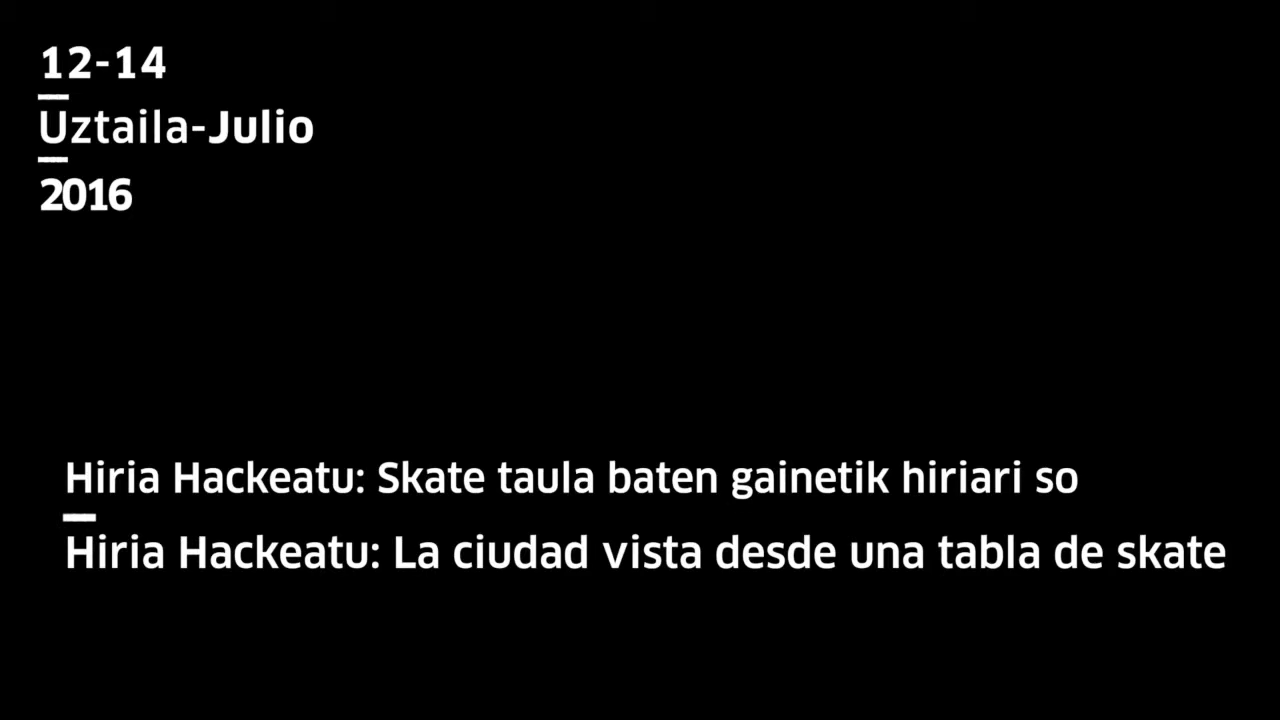 12-14
Uztaila-Julio
2016
Hiria Hackeatu: Skate taula baten gainetik hiriari so
Hiria Hackeatu: La ciudad vista desde una tabla de skate